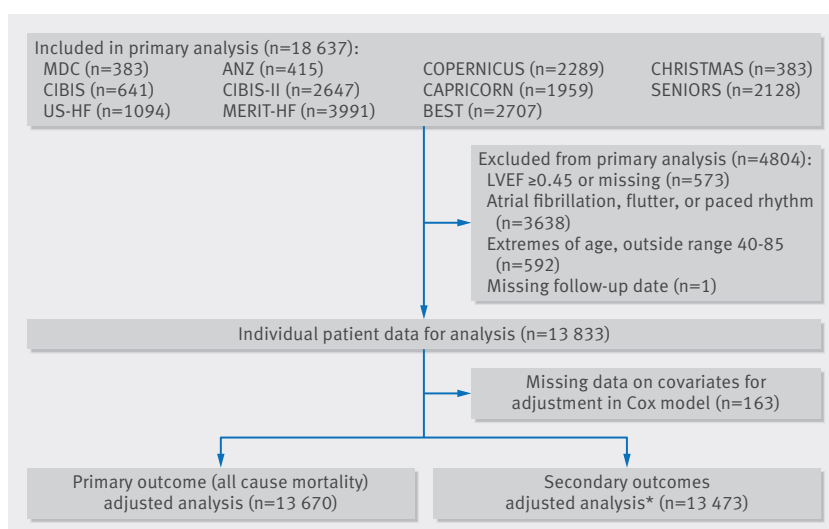 Included in primary analysis (n=18 637):
MDC (n=383) ANZ (n=415) COPERNICUS (n=2289) CHRISTMAS (n=383)
CIBIS (n=641) CIBIS-II (n=2647) CAPRICORN (n=1959) SENIORS (n=2128)
US-HF (n=1094) MERIT-HF (n=3991) BEST (n=2707)
Excluded from primary analysis (n=4804):
LVEF ≥0.45 or missing (n=573)
Atrial fibrillation, flutter, or paced rhythm
(n=3638)
Extremes of age, outside range 40-85
(n=592)
Missing follow-up date (n=1)
Individual patient data for analysis (n=13 833)
Missing data on covariates for
adjustment in Cox model (n=163)
Primary outcome (all cause mortality)
adjusted analysis (n=13 670)
Secondary outcomes
adjusted analysis* (n=13 473)